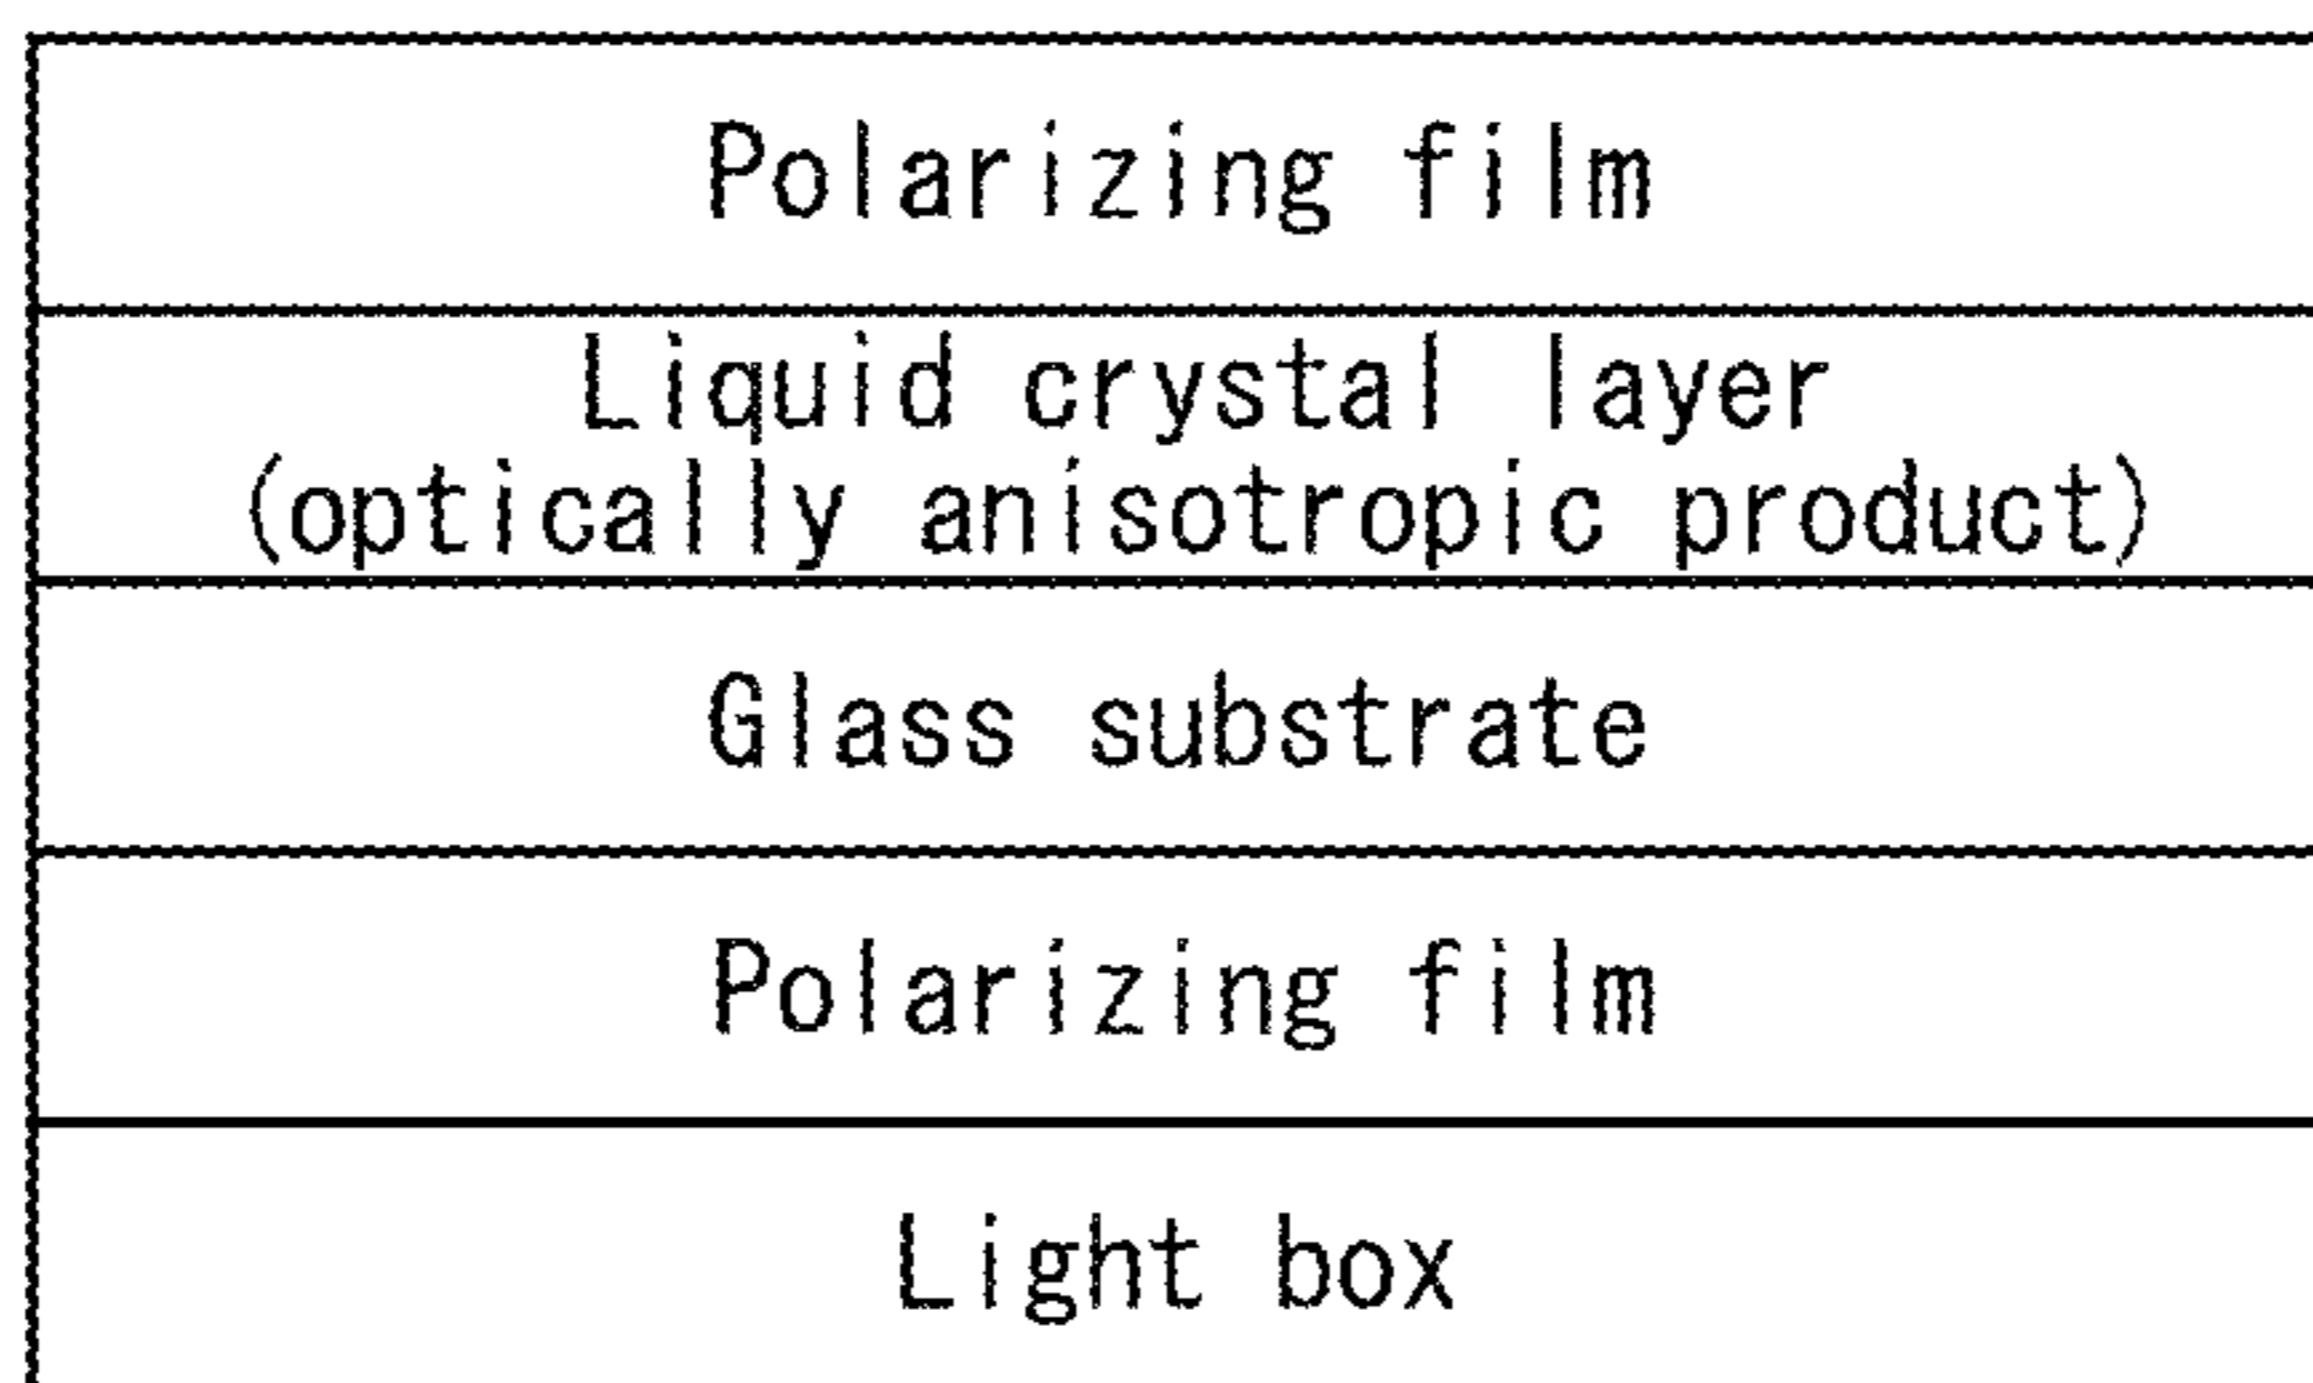 Polarizing film
Liquid crystal layer
(optically anisotropic product)
Glass substrate
Polarizing film
Light box